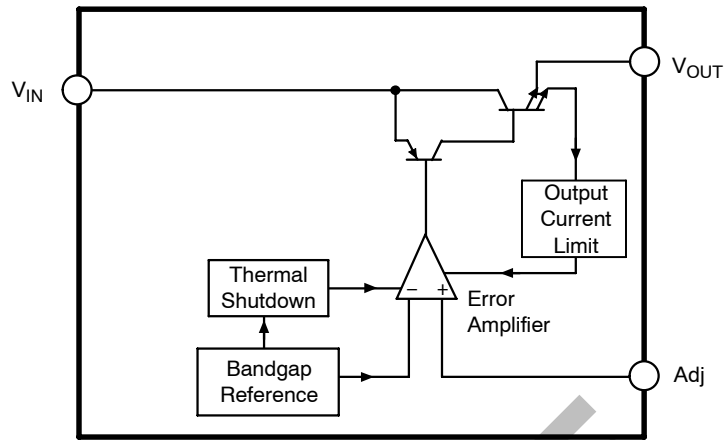 V_IN
V_OUT
Output
Current
Limit
Thermal
Shutdown
− +
Error
Amplifier
Bandgap
Reference
Adj